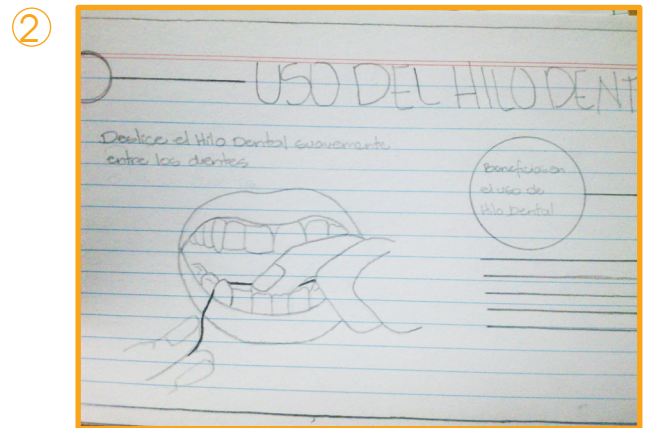 2
USO DEL HILO DENT
Deslice el Hilo Dental suavemente
entre los dientes
Beneficios en
el uso de
Hilo Dental